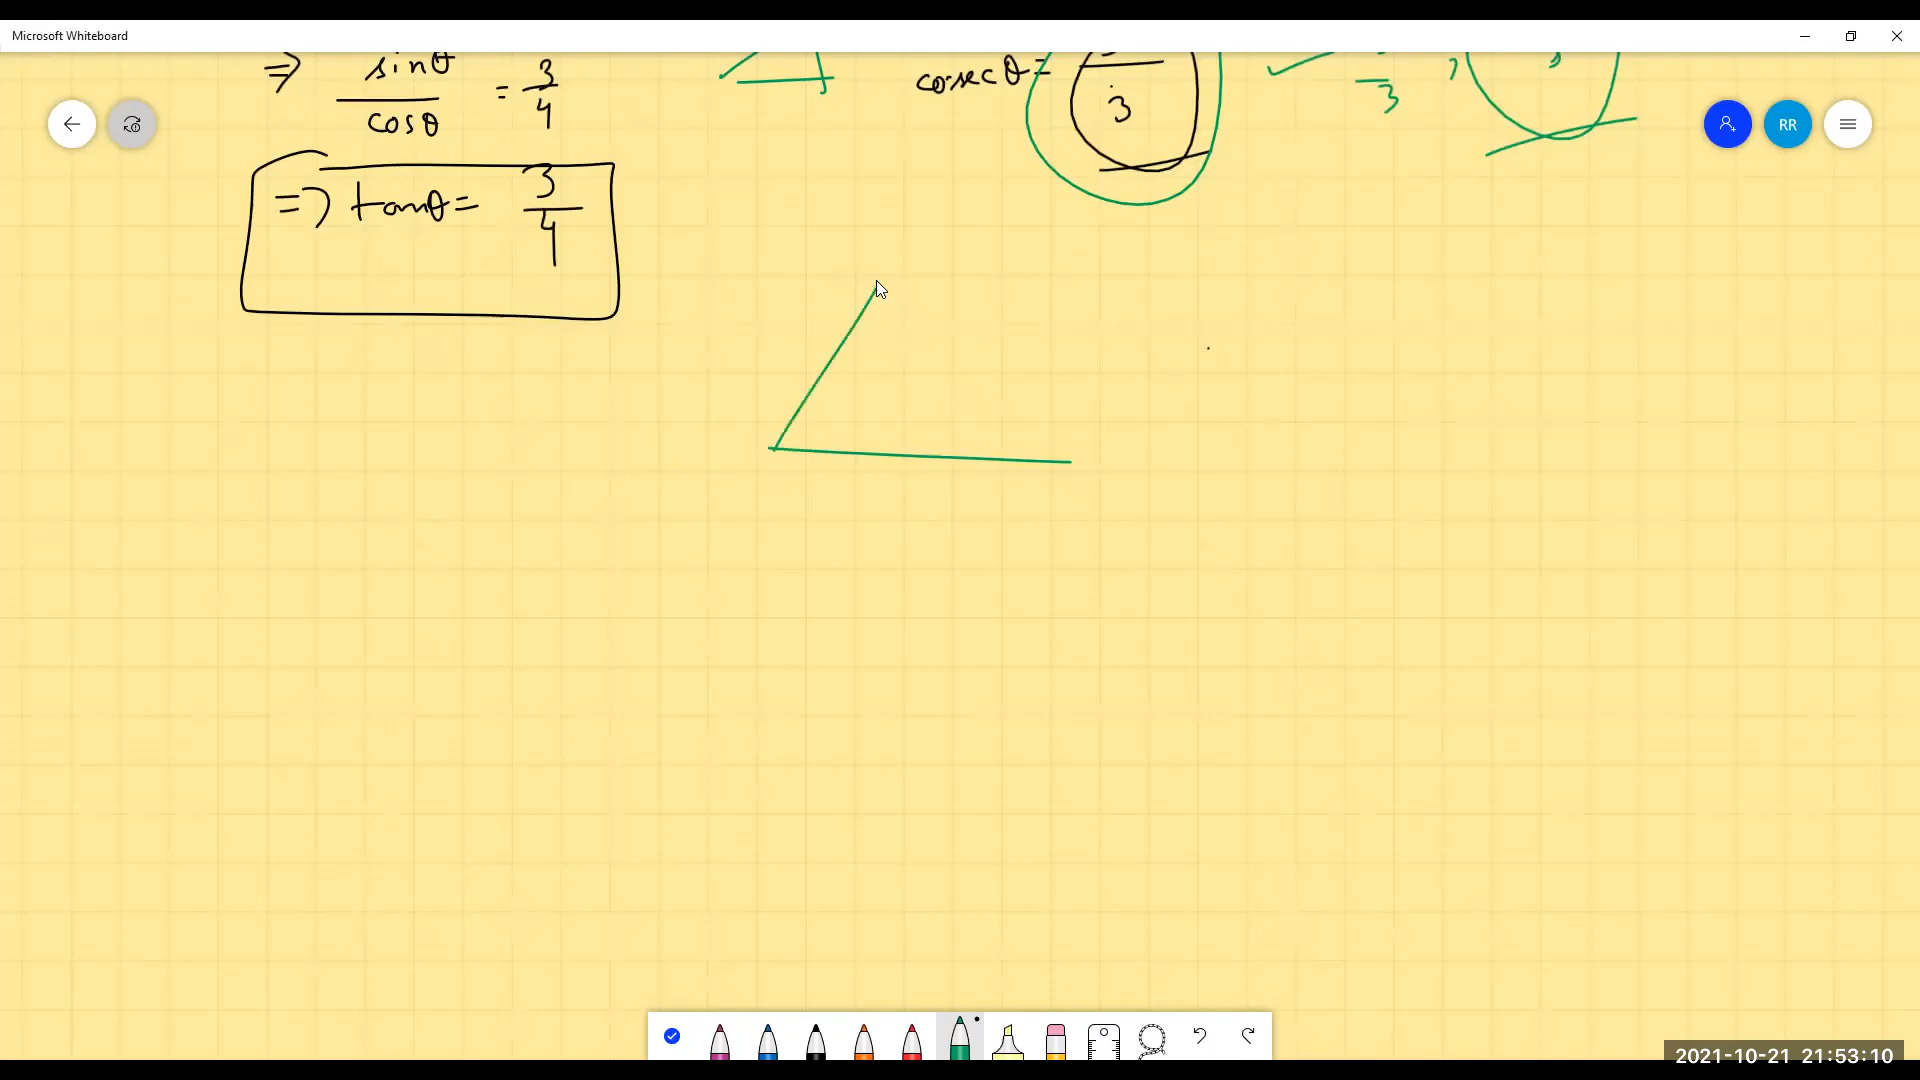 Microsoft Whiteboard
⇒ sinθ / cosθ = 3/4
cosecθ = /3
/3 ,
⇒ tanθ = 3/4
RR
2021-10-21 21:53:10